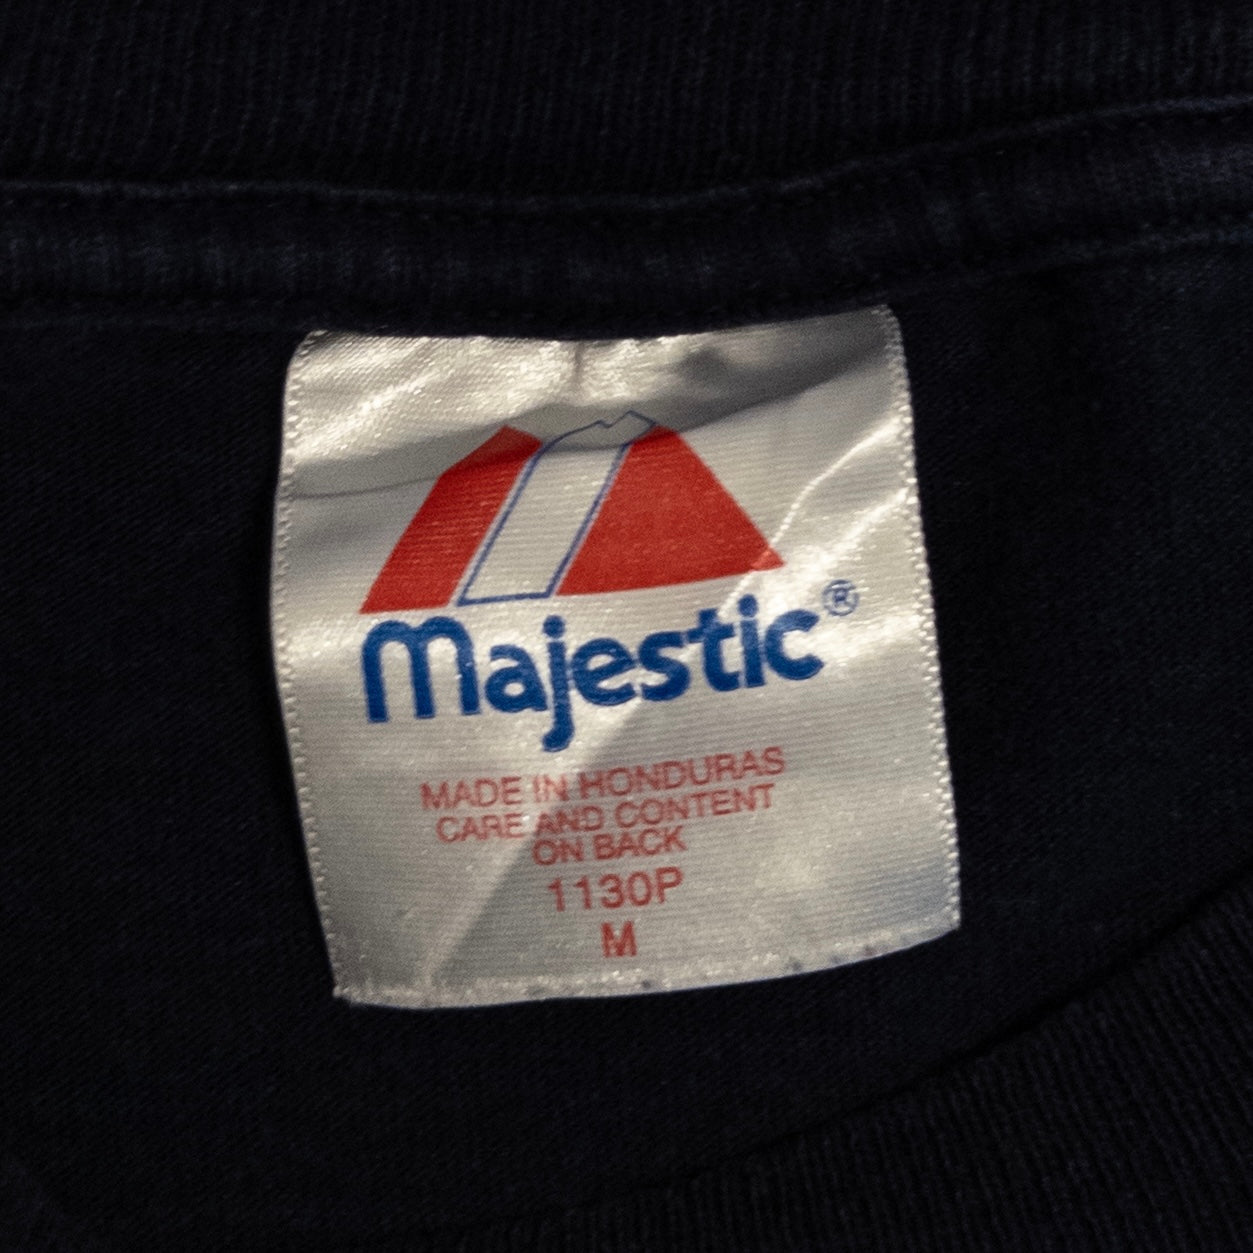 Majestic®
MADE IN HONDURAS
CARE AND CONTENT
ON BACK
1130P
M